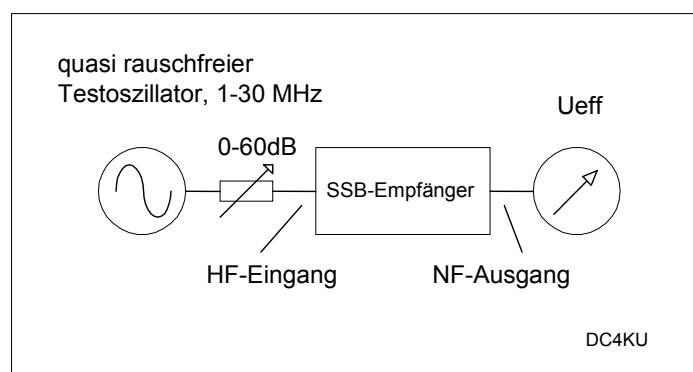 quasi rauschfreier
Testoszillator, 1-30 MHz
Ueff
0-60dB
SSB-Empfänger
HF-Eingang
NF-Ausgang
DC4KU